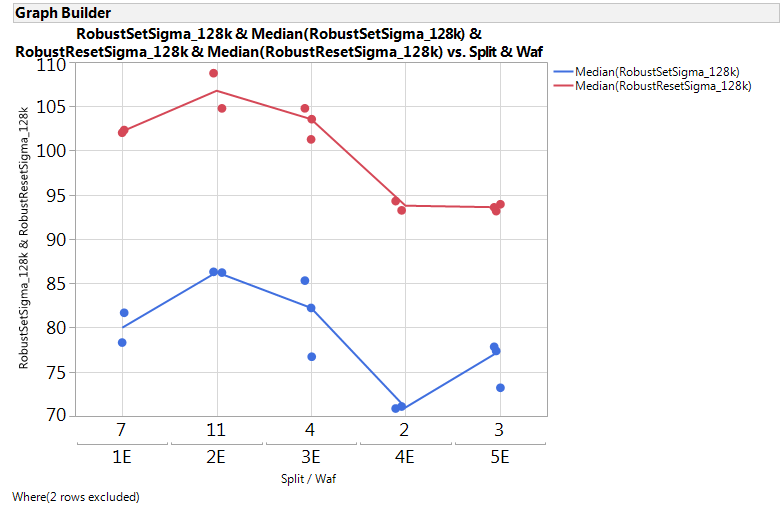 Graph Builder
RobustSetSigma_128k & Median(RobustSetSigma_128k) &
RobustResetSigma_128k & Median(RobustResetSigma_128k) vs. Split & Waf
RobustSetSigma_128k & RobustResetSigma_128k
110
105
100
95
90
85
80
75
70
7 11 4 2 3
1E 2E 3E 4E 5E
Split / Waf
Median(RobustSetSigma_128k)
Median(RobustResetSigma_128k)
Where(2 rows excluded)